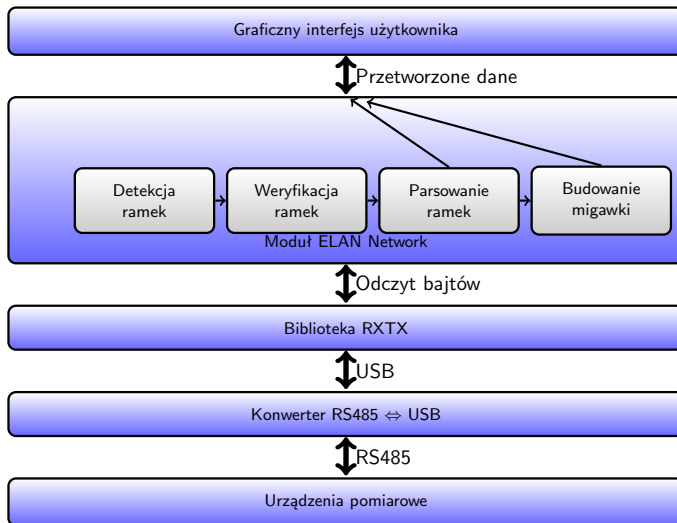 Graficzny interfejs użytkownika
Przetworzone dane
Detekcja
ramek
Weryfikacja
ramek
Parsowanie
ramek
Budowanie
migawki
Moduł ELAN Network
Odczyt bajtów
Biblioteka RXTX
USB
Konwerter RS485 ⇔ USB
RS485
Urządzenia pomiarowe